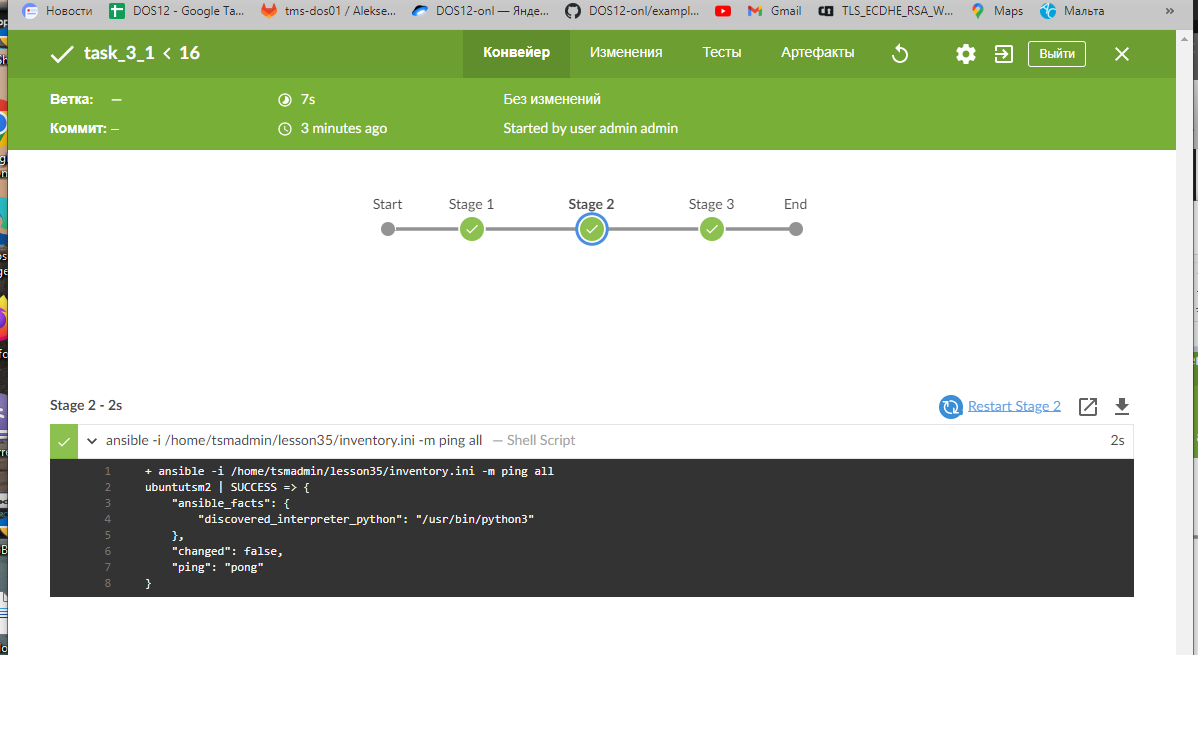 Новости DOS12 - Google Та... tms-dos01 / Alekse... DOS12-onl — Янде... DOS12-onl/exampl... Gmail TLS_ECDHE_RSA_W... Maps Мальта »
task_3_1 < 16 Конвейер Изменения Тесты Артефакты Выйти
Ветка: — 7s Без изменений
Коммит: – 3 minutes ago Started by user admin admin
Start Stage 1 Stage 2 Stage 3 End
Stage 2 - 2s Restart Stage 2
ansible -i /home/tsmadmin/lesson35/inventory.ini -m ping all — Shell Script 2s
1 + ansible -i /home/tsmadmin/lesson35/inventory.ini -m ping all
2 ubuntutsm2 | SUCCESS => {
3 "ansible_facts": {
4 "discovered_interpreter_python": "/usr/bin/python3"
5 },
6 "changed": false,
7 "ping": "pong"
8 }